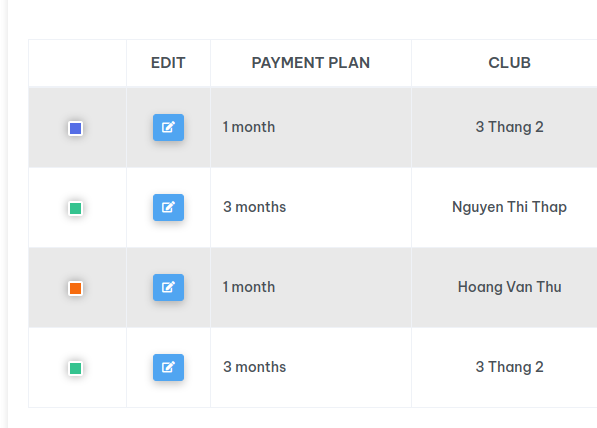 EDIT PAYMENT PLAN CLUB
1 month 3 Thang 2
3 months Nguyen Thi Thap
1 month Hoang Van Thu
3 months 3 Thang 2